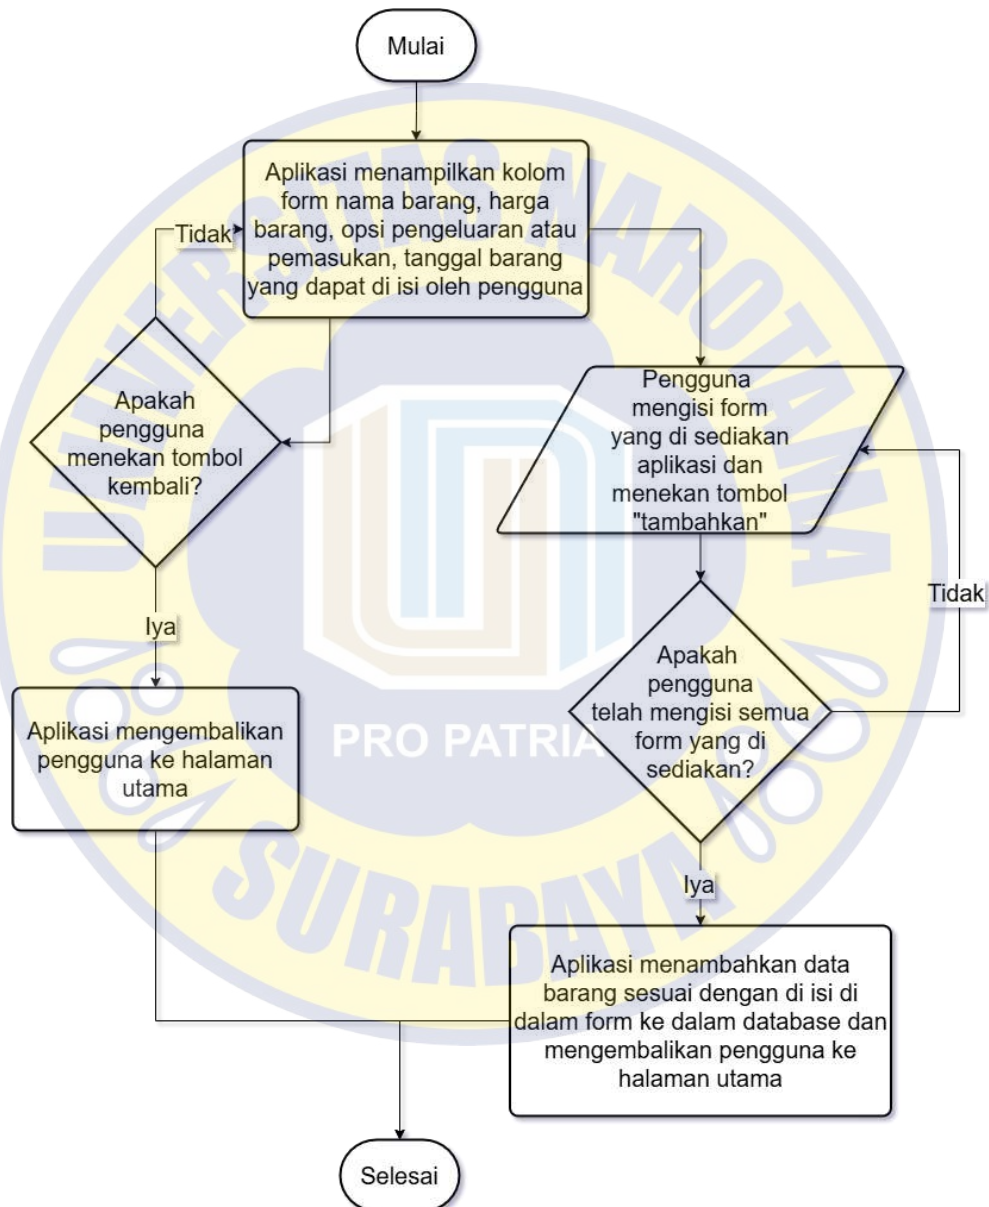 Mulai
Aplikasi menampilkan kolom
form nama barang, harga
barang, opsi pengeluaran atau
pemasukan, tanggal barang
yang dapat di isi oleh pengguna
Tidak
Apakah
pengguna
menekan tombol
kembali?
Iya
Aplikasi mengembalikan
pengguna ke halaman
utama
Pengguna
mengisi form
yang di sediakan
aplikasi dan
menekan tombol
"tambahkan"
Tidak
Apakah
pengguna
telah mengisi semua
form yang di
sediakan?
Iya
Aplikasi menambahkan data
barang sesuai dengan di isi di
dalam form ke dalam database dan
mengembalikan pengguna ke
halaman utama
Selesai
UNIVERSITAS NAROTAMA
PRO PATRIA
SURABAYA